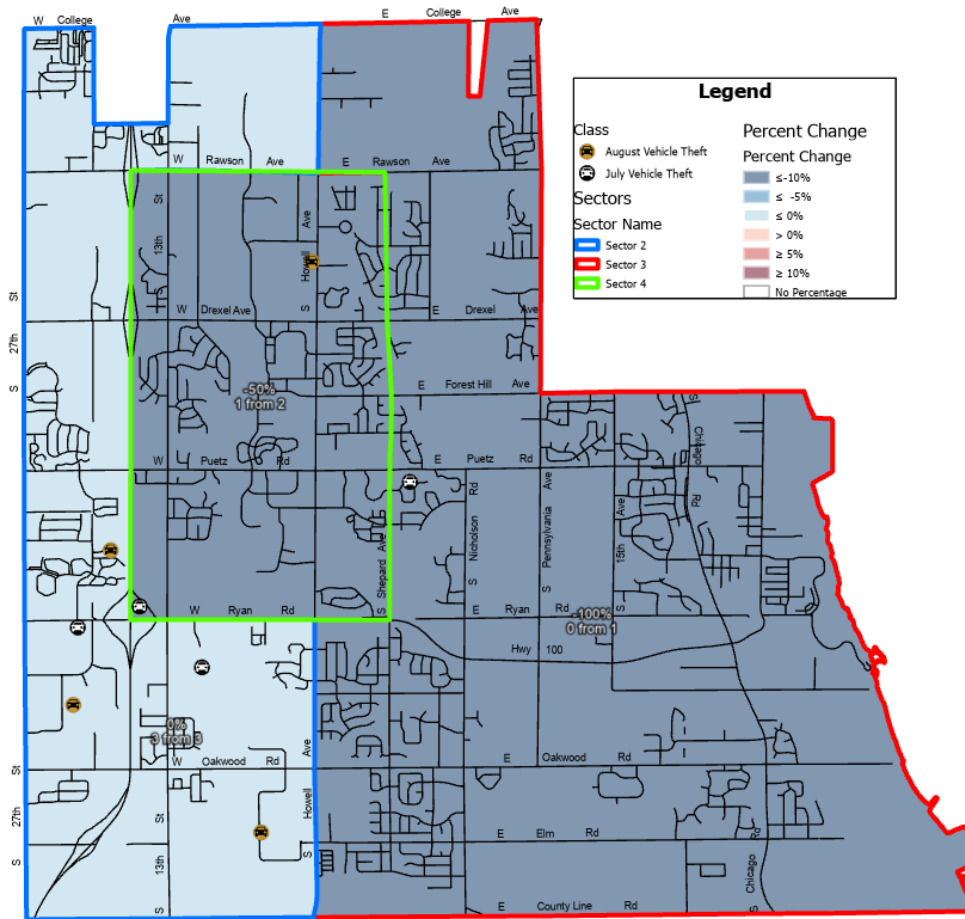 W College Ave
E College Ave
Legend
Class
August Vehicle Theft
July Vehicle Theft
Sectors
Sector Name
Sector 2
Sector 3
Sector 4
Percent Change
Percent Change
≤-10%
≤ -5%
≤ 0%
> 0%
≥ 5%
≥ 10%
No Percentage
W Rawson Ave
E Rawson Ave
S 13th St
S Howell Ave
S 27th St
W Drexel Ave
E Drexel Ave
-50%
1 from 2
E Forest Hill Ave
W Puetz Rd
E Puetz Rd
S Chicago Rd
S Shepard Ave
S Nicholson Rd
S Pennsylvania Ave
S 15th Ave
W Ryan Rd
E Ryan Rd
-100%
0 from 1
Hwy 100
0%
3 from 3
W Oakwood Rd
E Oakwood Rd
S 27th St
S 13th St
S Howell Ave
E Elm Rd
S Chicago Rd
E County Line Rd